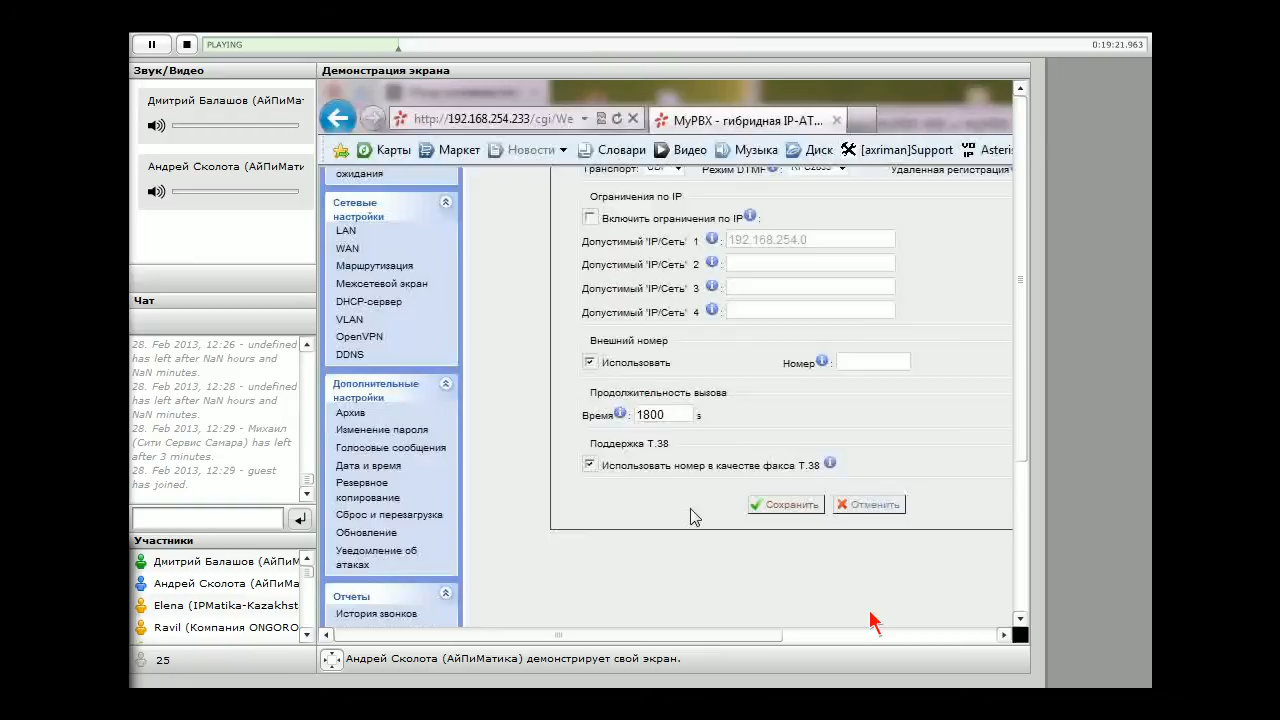 PLAYING
0:19:21.963
Звук/Видео
Дмитрий Балашов (АйПиМат
Андрей Сколота (АйПиМати
Чат
28. Feb 2013, 12:26 - undefined
has left after NaN hours and
NaN minutes.
28. Feb 2013, 12:28 - undefined
has left after NaN hours and
NaN minutes.
28. Feb 2013, 12:29 - Михаил
(Сити Сервис Самара) has left
after 3 minutes.
28. Feb 2013, 12:29 - guest
has joined.
Участники
Дмитрий Балашов (АйПиМа
Андрей Сколота (АйПиМа
Elena (IPMatika-Kazakhst
Ravil (Компания ONGORO
25
Демонстрация экрана
http://192.168.254.233/cgi/We
MyPBX - гибридная IP-АТ...
Карты
Маркет
Новости
Словари
Видео
Музыка
Диск
[axriman]Support
VO
IP
Asteris
ожидания
Сетевые
настройки
LAN
WAN
Маршрутизация
Межсетевой экран
DHCP-сервер
VLAN
OpenVPN
DDNS
Дополнительные
настройки
Архив
Изменение пароля
Голосовые сообщения
Дата и время
Резервное
копирование
Сброс и перезагрузка
Обновление
Уведомление об
атаках
Отчеты
История звонков
Транспорт: Режим DTMF : Удаленная регистрация
Ограничения по IP
Включить ограничения по IP :
Допустимый 'IP/Сеть' 1 : 192.168.254.0
Допустимый 'IP/Сеть' 2 :
Допустимый 'IP/Сеть' 3 :
Допустимый 'IP/Сеть' 4 :
Внешний номер
Использовать Номер :
Продолжительность вызова
Время : 1800 s
Поддержка Т.38
Использовать номер в качестве факса Т.38
Сохранить Отменить
Андрей Сколота (АйПиМатика) демонстрирует свой экран.